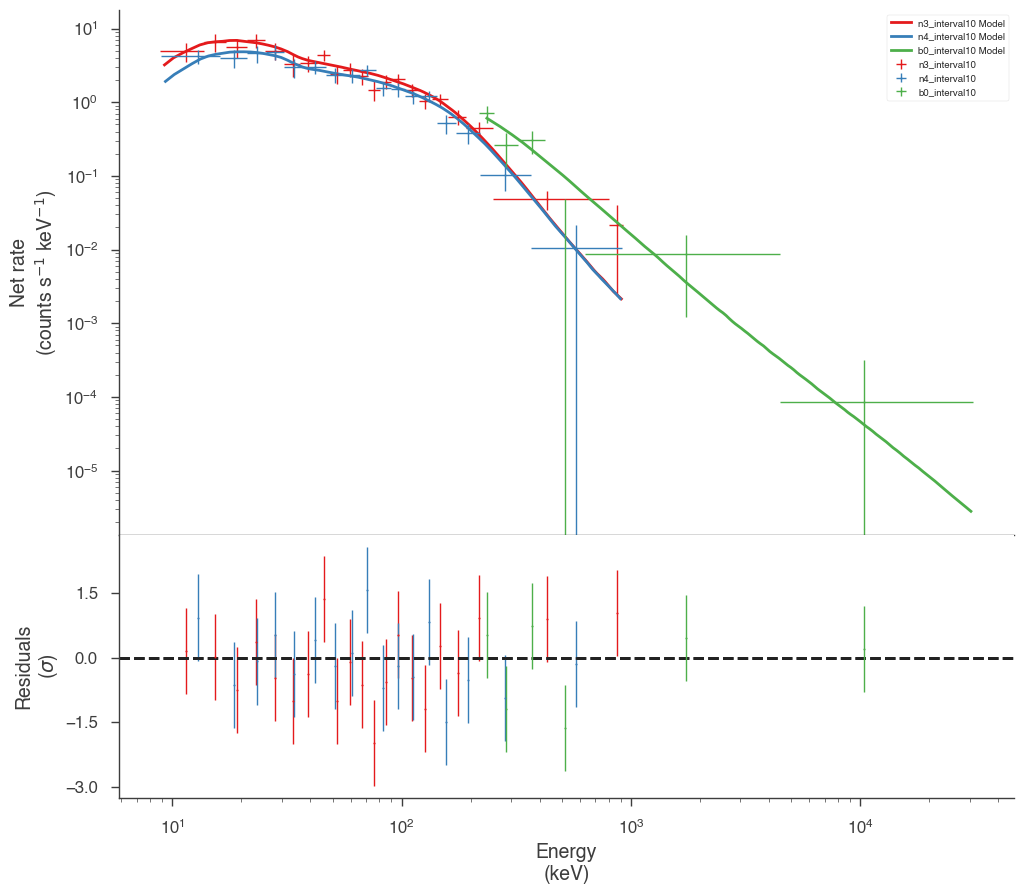 n3_interval10 Model
n4_interval10 Model
b0_interval10 Model
n3_interval10
n4_interval10
b0_interval10
Net rate
(counts s⁻¹ keV⁻¹)
10¹
10⁰
10⁻¹
10⁻²
10⁻³
10⁻⁴
10⁻⁵
Residuals
(σ)
1.5
0.0
−1.5
−3.0
10¹ 10² 10³ 10⁴
Energy
(keV)